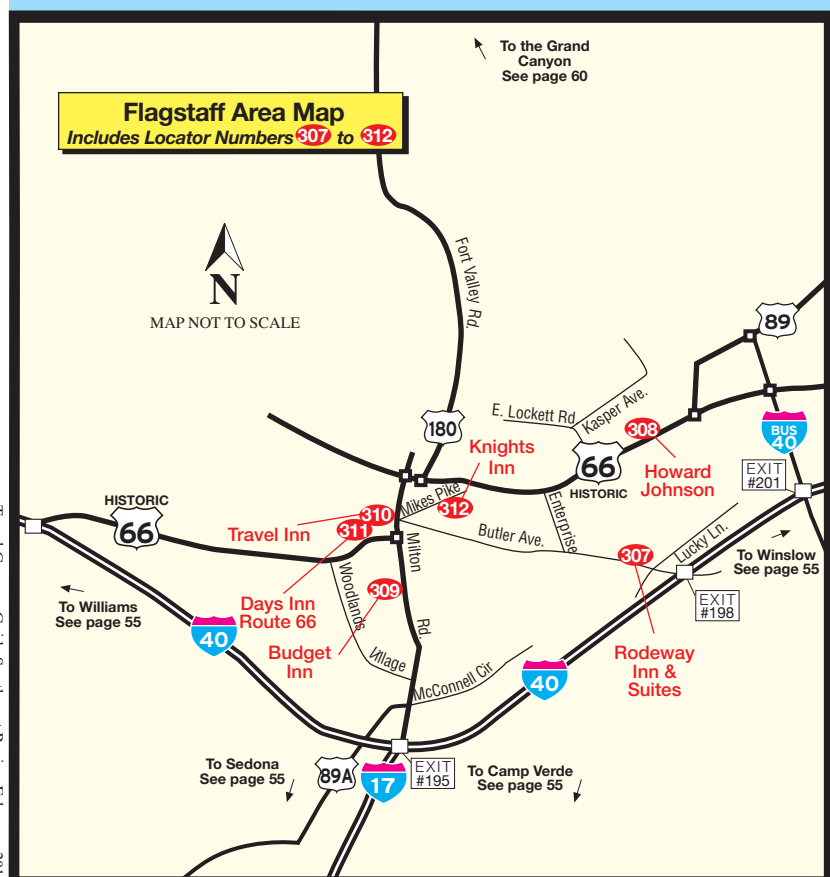 To the Grand
Canyon
See page 60
Flagstaff Area Map
Includes Locator Numbers 307 to 312
N
MAP NOT TO SCALE
Fort Valley Rd.
89
180
E. Lockett Rd
Kasper Ave.
308
Howard
Johnson
BUS
40
Knights
Inn
66
HISTORIC
EXIT
#201
HISTORIC
66
Travel Inn
310
311
Mikes Pike
312
Enterprise
Butler Ave.
307
Lucky Ln.
To Winslow
See page 55
Milton
Rd.
Woodlands
Village
309
Days Inn
Route 66
Budget
Inn
To Williams
See page 55
40
EXIT
#198
Rodeway
Inn &
Suites
McConnell Cir
40
To Sedona
See page 55
89A
17
EXIT
#195
To Camp Verde
See page 55